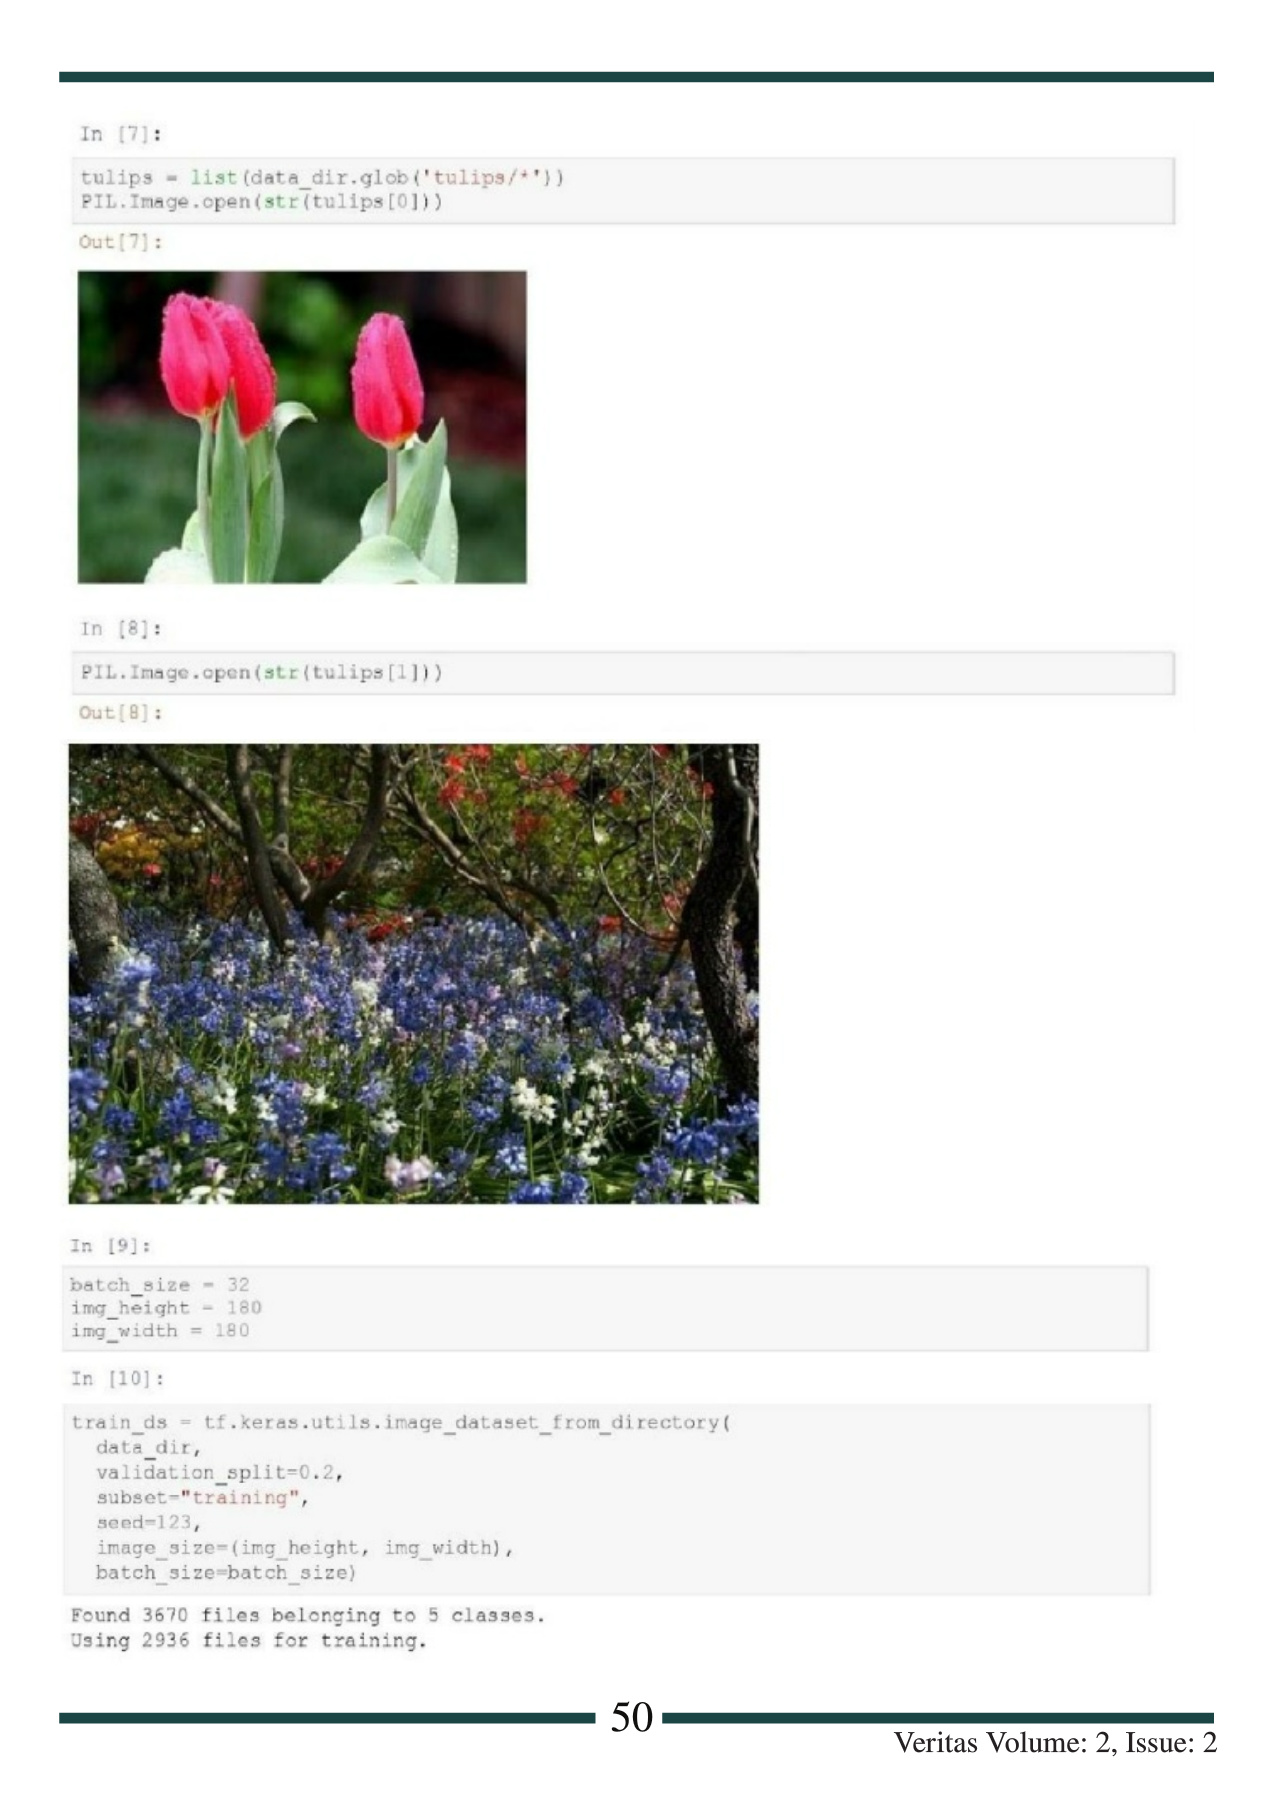 In [7]:
tulips = list(data_dir.glob('tulips/*'))
PIL.Image.open(str(tulips[0]))
Out[7]:
In [8]:
PIL.Image.open(str(tulips[1]))
Out[8]:
In [9]:
batch_size = 32
img_height = 180
img_width = 180
In [10]:
train_ds = tf.keras.utils.image_dataset_from_directory(
  data_dir,
  validation_split=0.2,
  subset="training",
  seed=123,
  image_size=(img_height, img_width),
  batch_size=batch_size)
Found 3670 files belonging to 5 classes.
Using 2936 files for training.
50
Veritas Volume: 2, Issue: 2